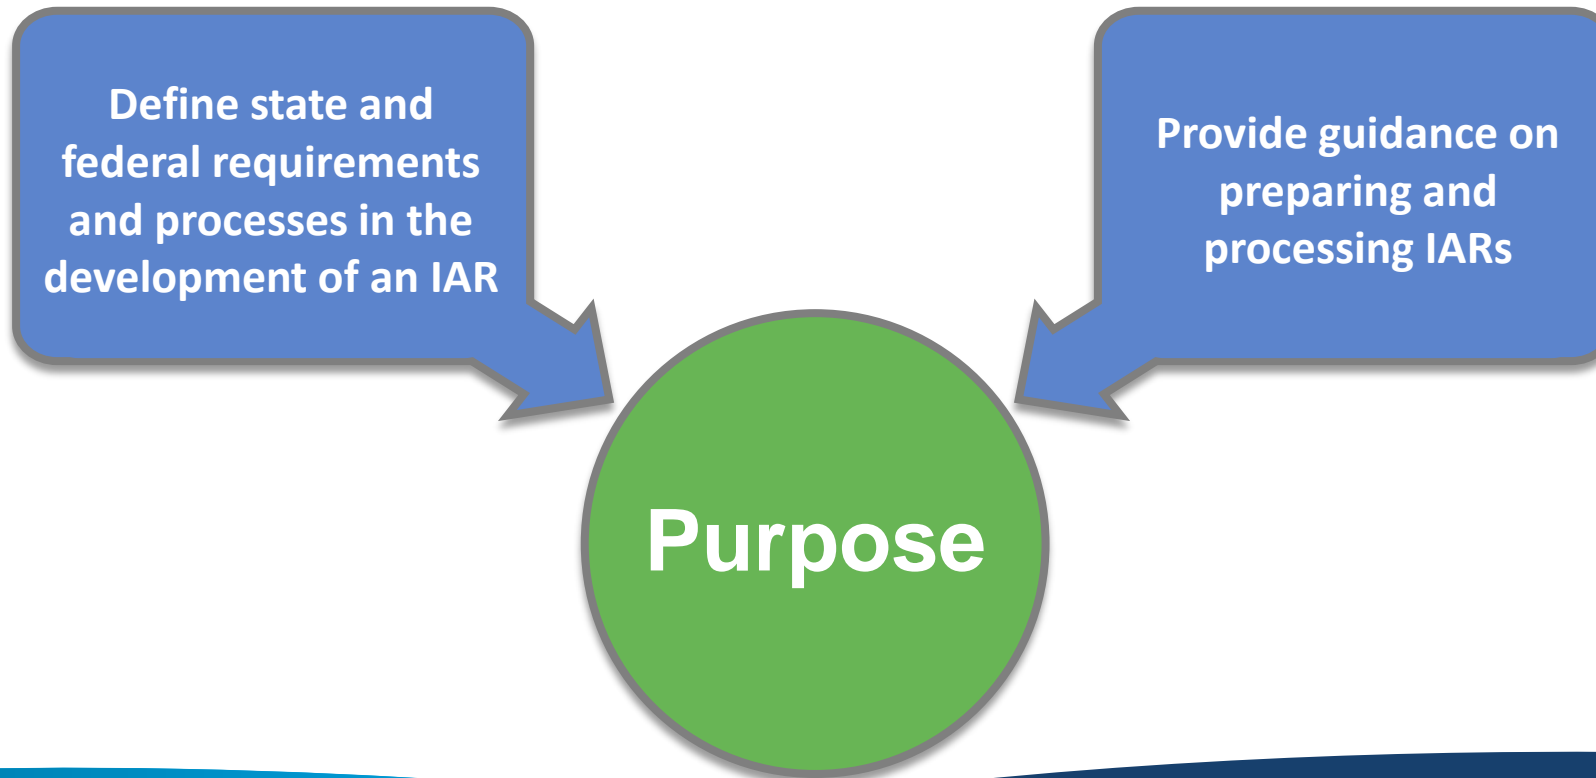 Define state and
federal requirements
and processes in the
development of an IAR
Provide guidance on
preparing and
processing IARs
Purpose